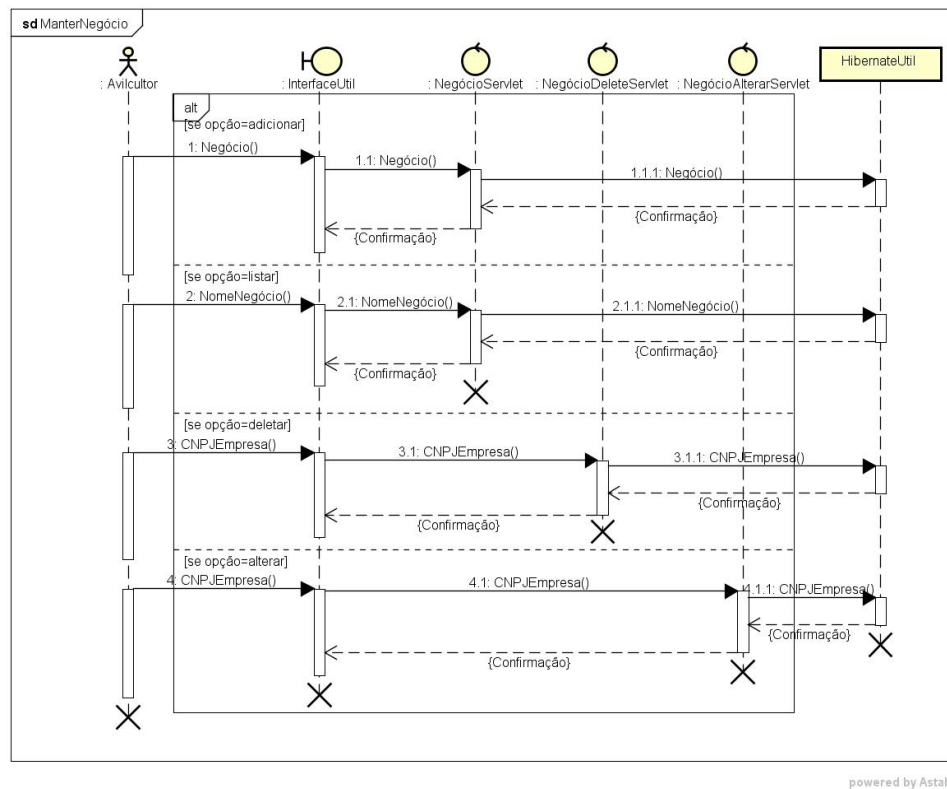 sd ManterNegócio
: Avilcultor
: InterfaceUtil
: NegócioServlet
: NegócioDeleteServlet
: NegócioAlterarServlet
HibernateUtil
alt
[se opção=adicionar]
1: Negócio()
1.1: Negócio()
1.1.1: Negócio()
{Confirmação}
{Confirmação}
[se opção=listar]
2: NomeNegócio()
2.1: NomeNegócio()
2.1.1: NomeNegócio()
{Confirmação}
{Confirmação}
[se opção=deletar]
3: CNPJEmpresa()
3.1: CNPJEmpresa()
3.1.1: CNPJEmpresa()
{Confirmação}
{Confirmação}
[se opção=alterar]
4: CNPJEmpresa()
4.1: CNPJEmpresa()
4.1.1: CNPJEmpresa()
{Confirmação}
{Confirmação}
powered by Astah